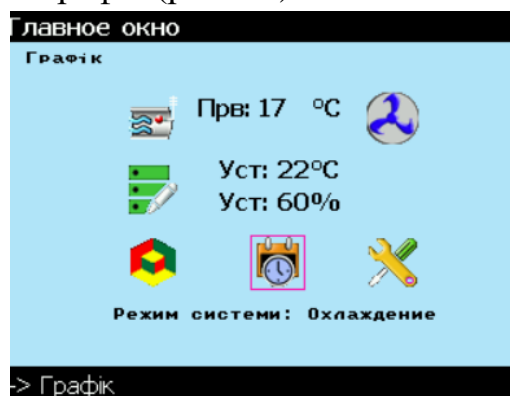 Главное окно
Графік
Прв: 17 °C
Уст: 22°C
Уст: 60%
Режим системи: Охлаждение
-> Графік